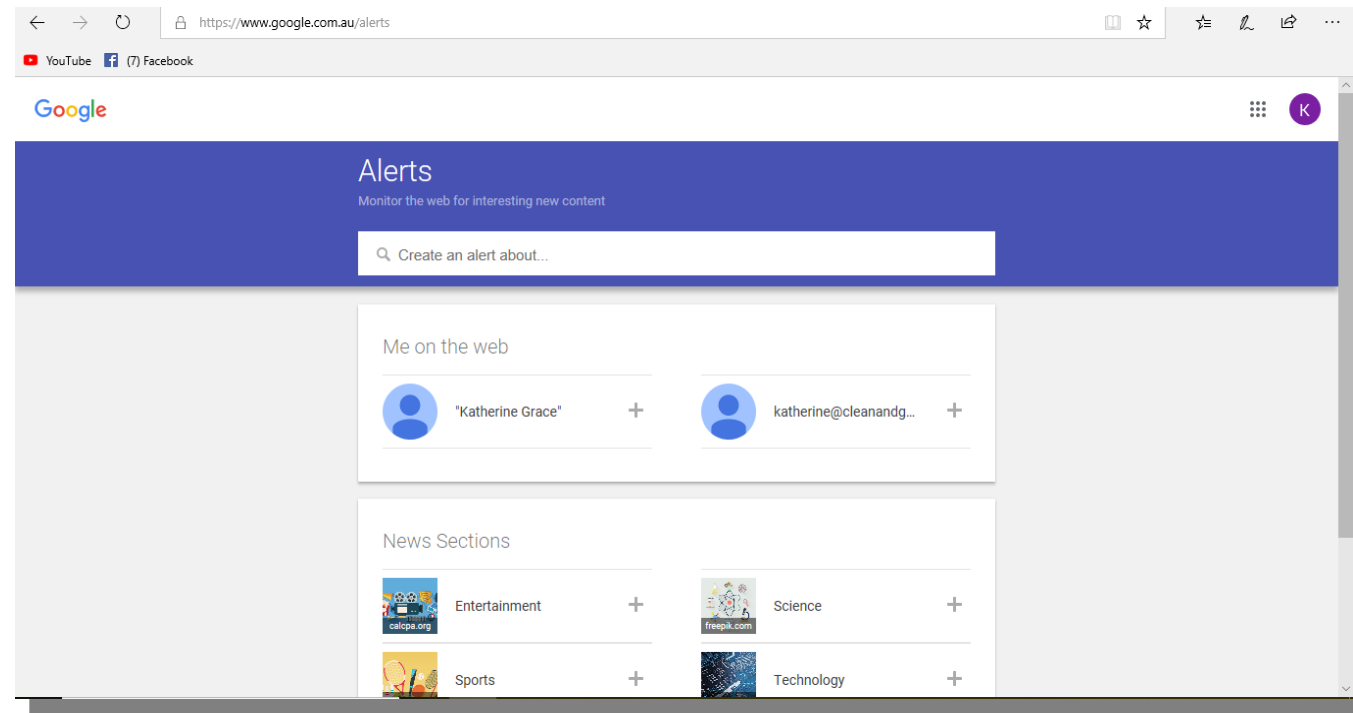 https://www.google.com.au/alerts
YouTube (7) Facebook
Google K
Alerts
Monitor the web for interesting new content
Create an alert about...
Me on the web
"Katherine Grace" katherine@cleanandg...
News Sections
calcpa.org Entertainment freepik.com Science
Sports Technology